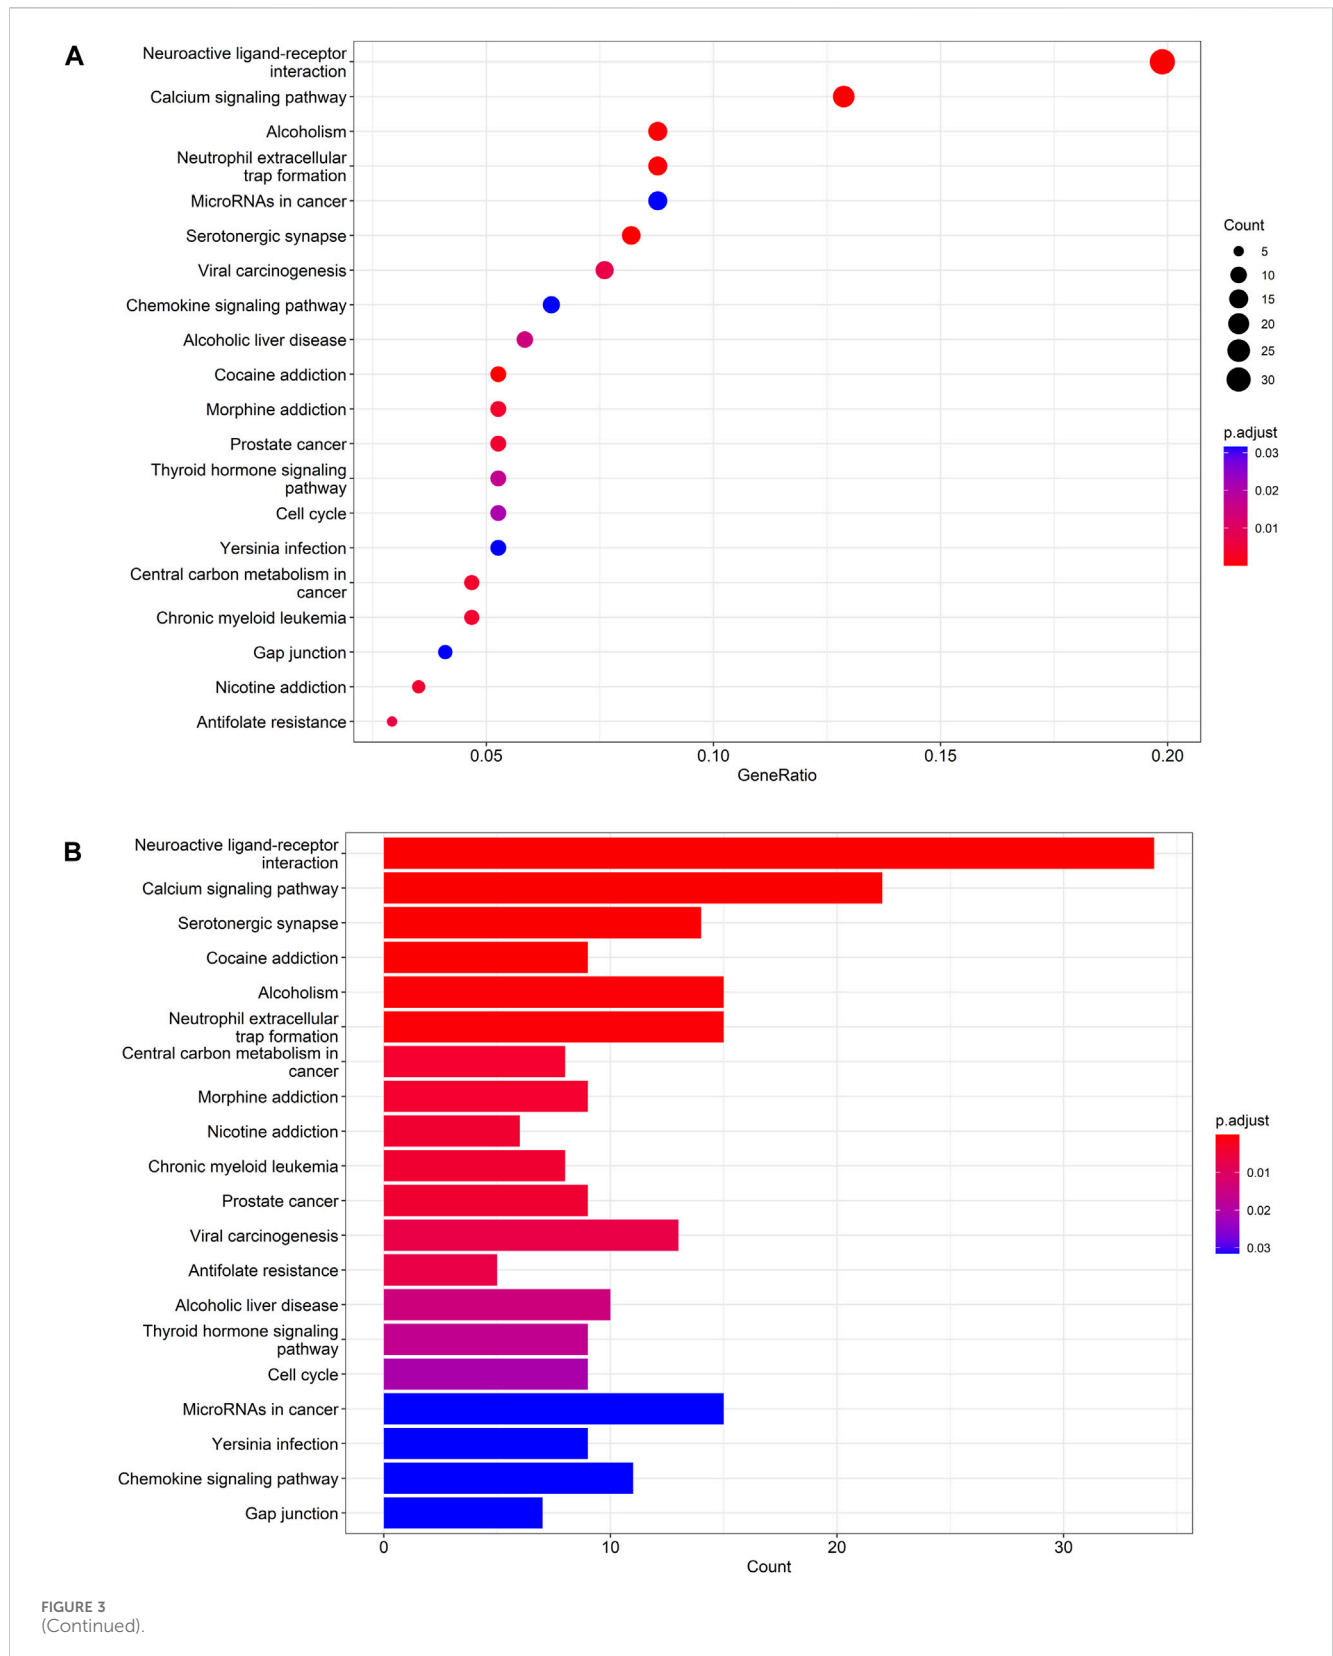 A
Neuroactive ligand-receptor
interaction
Calcium signaling pathway
Alcoholism
Neutrophil extracellular
trap formation
MicroRNAs in cancer
Serotonergic synapse
Viral carcinogenesis
Chemokine signaling pathway
Alcoholic liver disease
Cocaine addiction
Morphine addiction
Prostate cancer
Thyroid hormone signaling
pathway
Cell cycle
Yersinia infection
Central carbon metabolism in
cancer
Chronic myeloid leukemia
Gap junction
Nicotine addiction
Antifolate resistance
0.05 0.10 0.15 0.20
GeneRatio
Count
5
10
15
20
25
30
p.adjust
0.03
0.02
0.01
B
Neuroactive ligand-receptor
interaction
Calcium signaling pathway
Serotonergic synapse
Cocaine addiction
Alcoholism
Neutrophil extracellular
trap formation
Central carbon metabolism in
cancer
Morphine addiction
Nicotine addiction
Chronic myeloid leukemia
Prostate cancer
Viral carcinogenesis
Antifolate resistance
Alcoholic liver disease
Thyroid hormone signaling
pathway
Cell cycle
MicroRNAs in cancer
Yersinia infection
Chemokine signaling pathway
Gap junction
0 10 20 30
Count
p.adjust
0.01
0.02
0.03
FIGURE 3
(Continued).